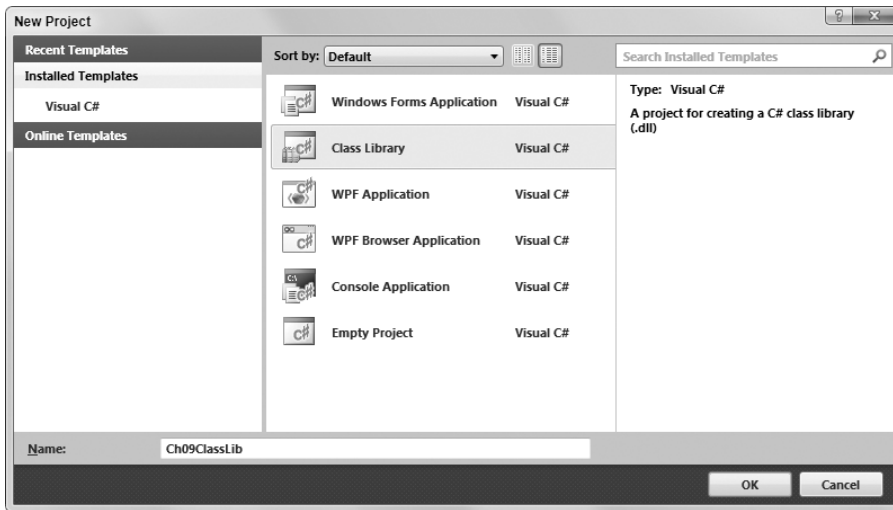 New Project
Recent Templates
Installed Templates
Visual C#
Online Templates
Sort by: Default
Search Installed Templates
Windows Forms Application Visual C#
Class Library Visual C#
WPF Application Visual C#
WPF Browser Application Visual C#
Console Application Visual C#
Empty Project Visual C#
Type: Visual C#
A project for creating a C# class library
(.dll)
Name: Ch09ClassLib
OK Cancel